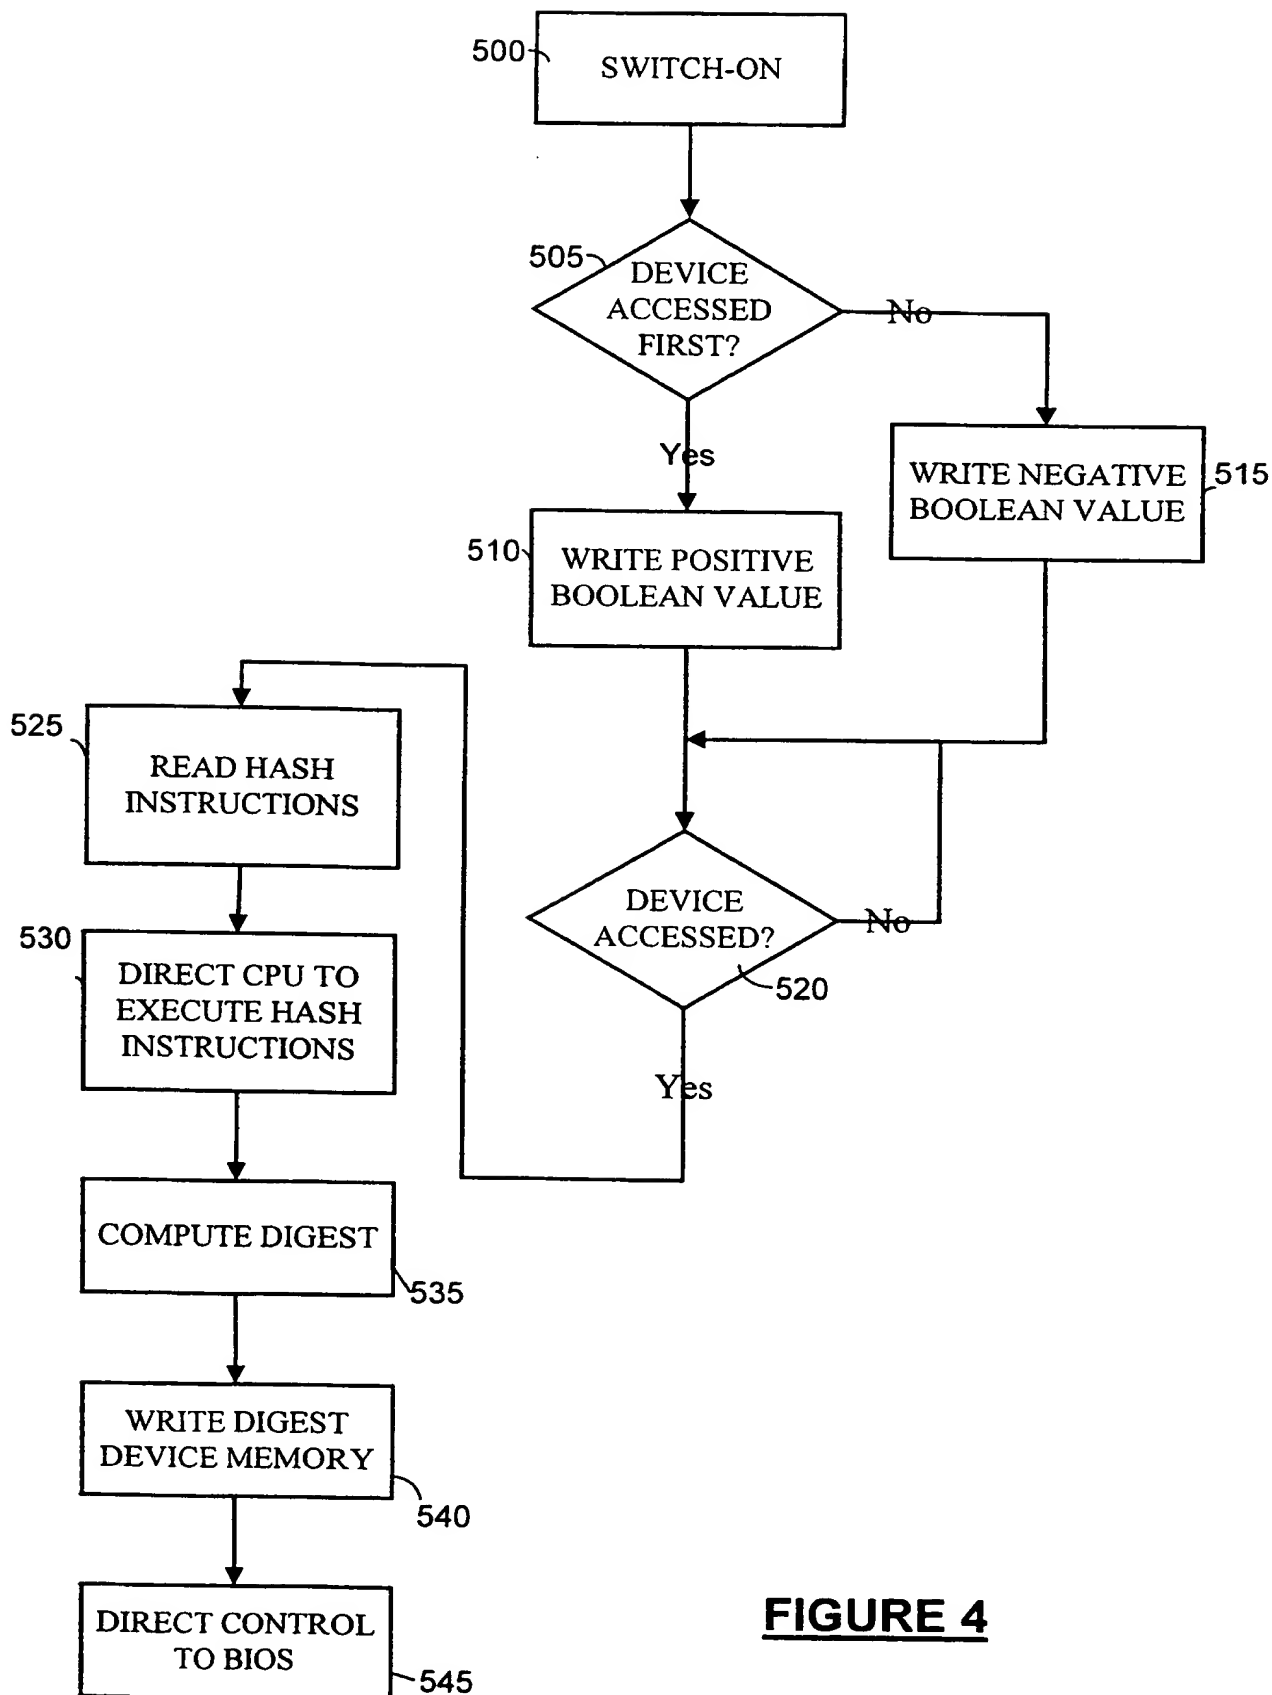 500
SWITCH-ON
505
DEVICE
ACCESSED
FIRST?
No
Yes
WRITE NEGATIVE
BOOLEAN VALUE
515
510
WRITE POSITIVE
BOOLEAN VALUE
525
READ HASH
INSTRUCTIONS
DEVICE
ACCESSED?
No
520
Yes
530
DIRECT CPU TO
EXECUTE HASH
INSTRUCTIONS
COMPUTE DIGEST
535
WRITE DIGEST
DEVICE MEMORY
540
DIRECT CONTROL
TO BIOS
545
FIGURE 4